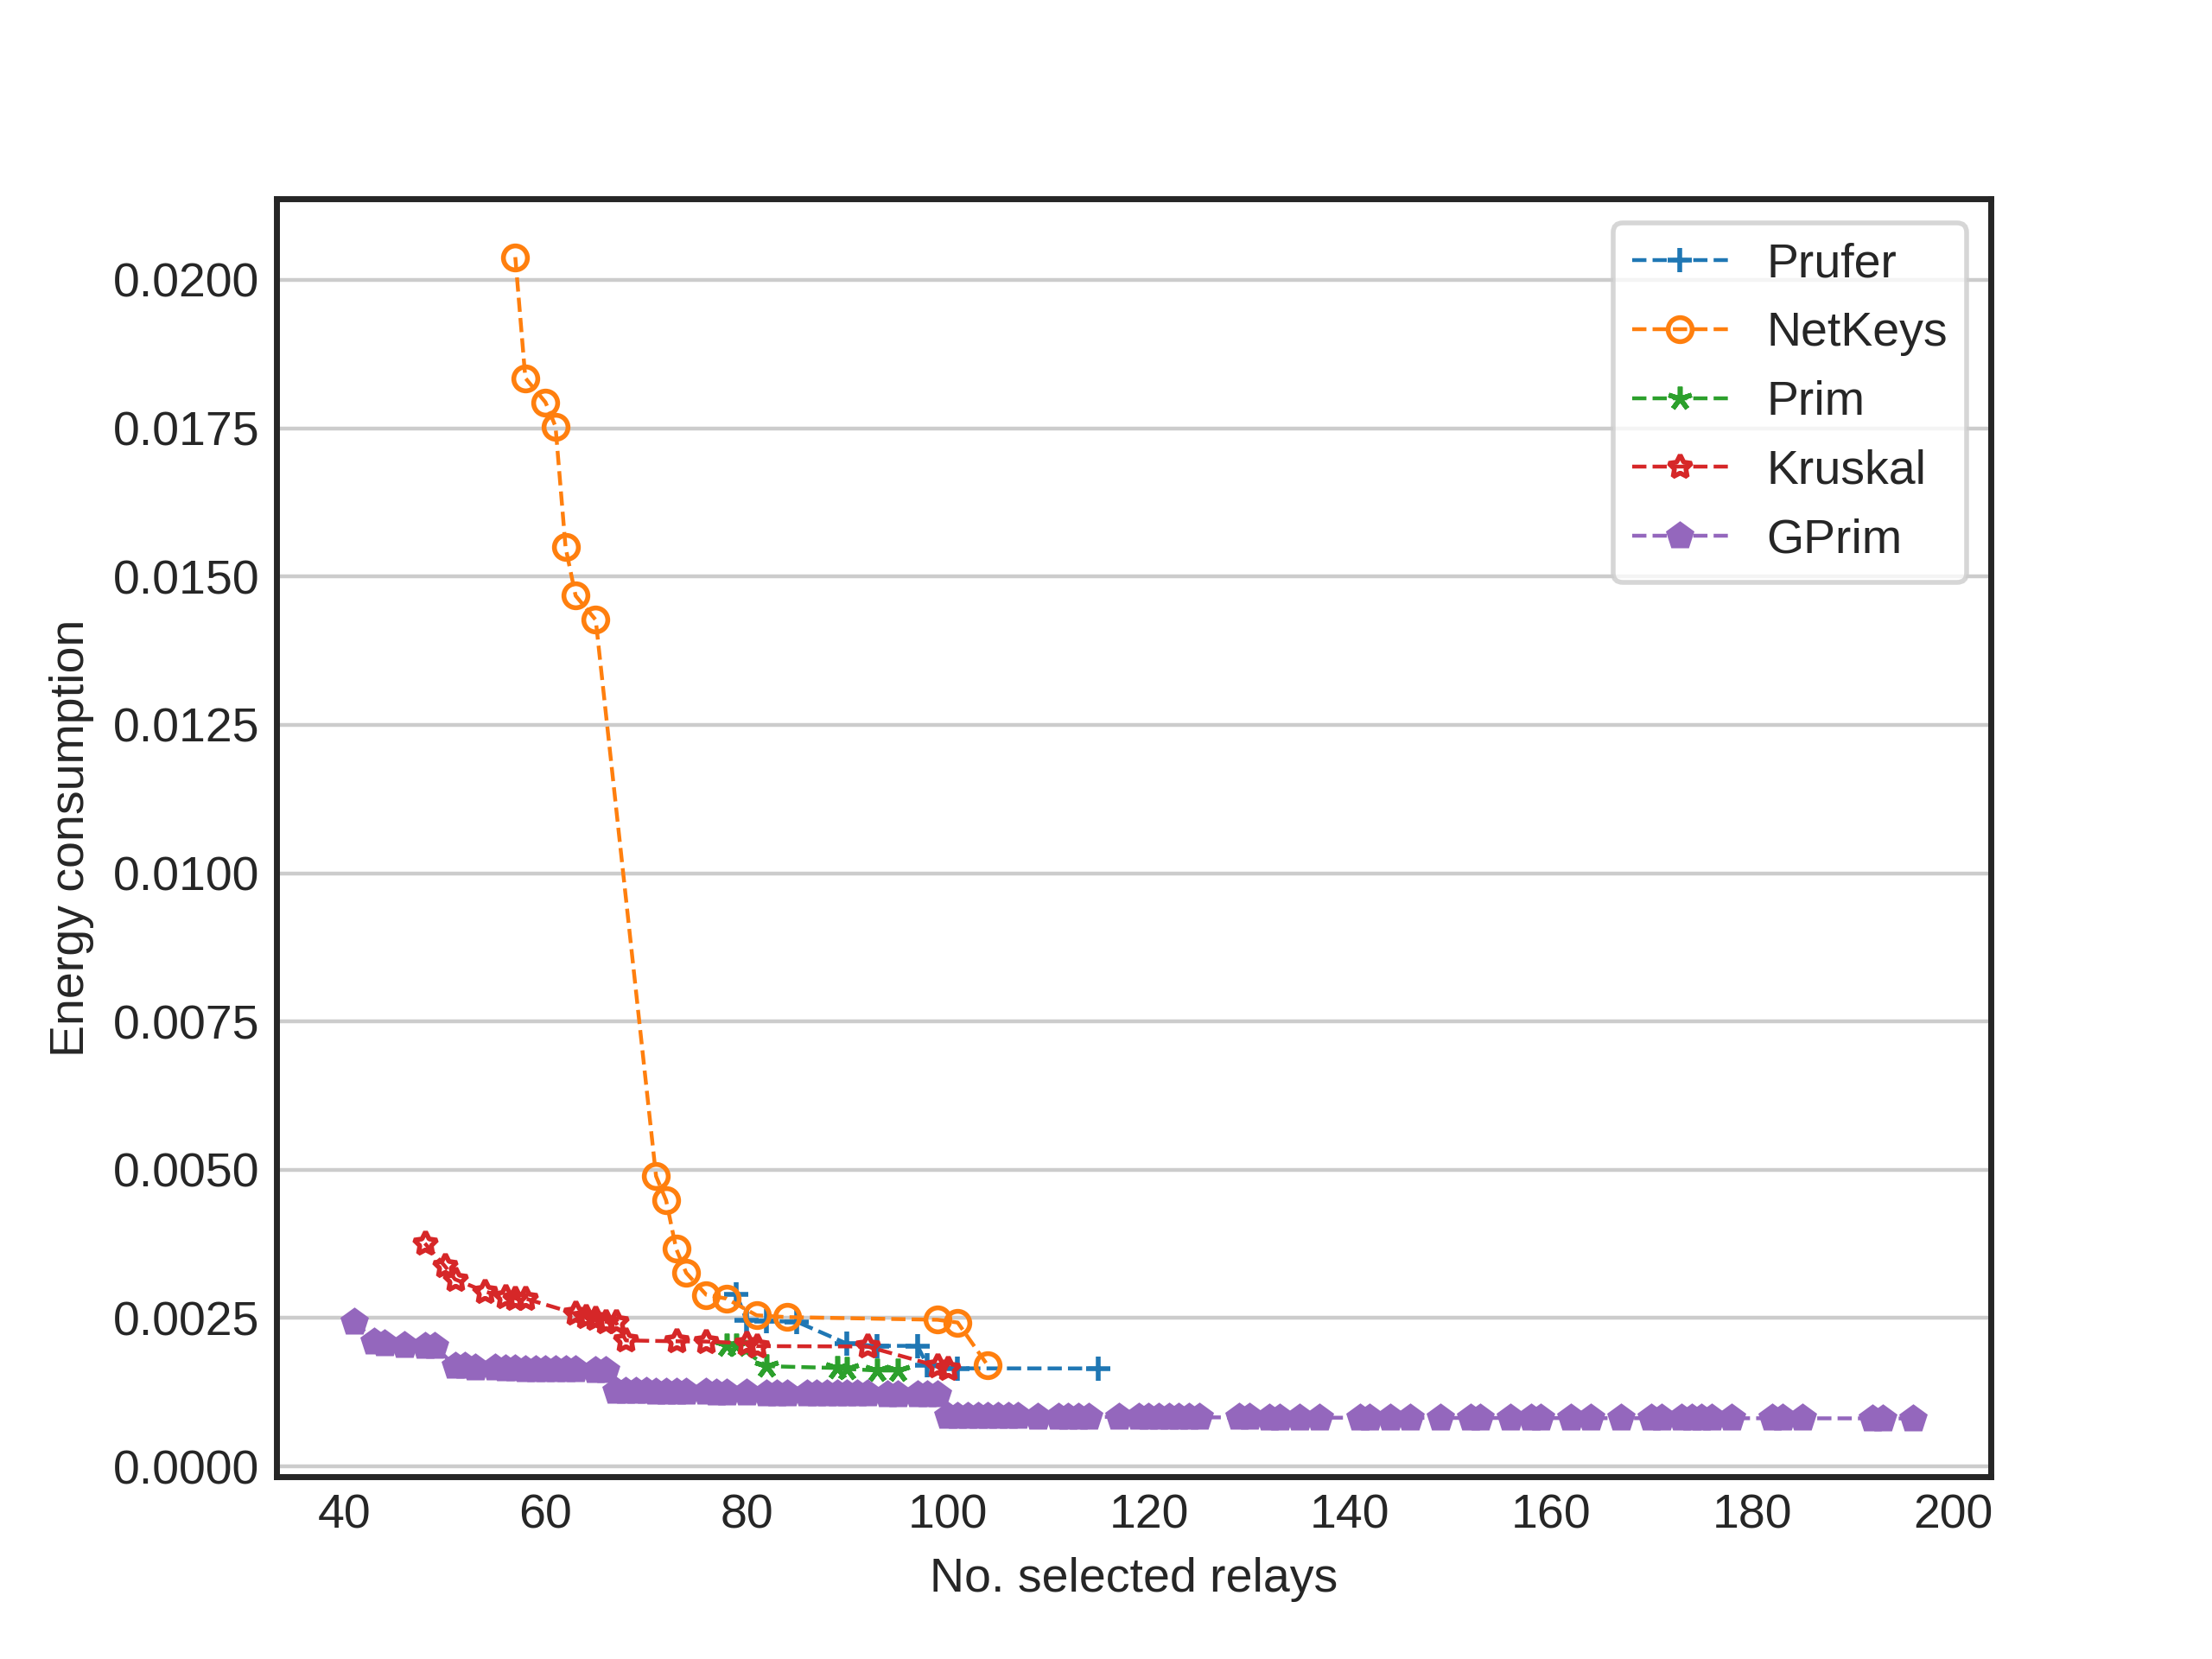 Prufer
NetKeys
Prim
Kruskal
GPrim
0.0200
0.0175
0.0150
0.0125
0.0100
0.0075
0.0050
0.0025
0.0000
Energy consumption
40 60 80 100 120 140 160 180 200
No. selected relays